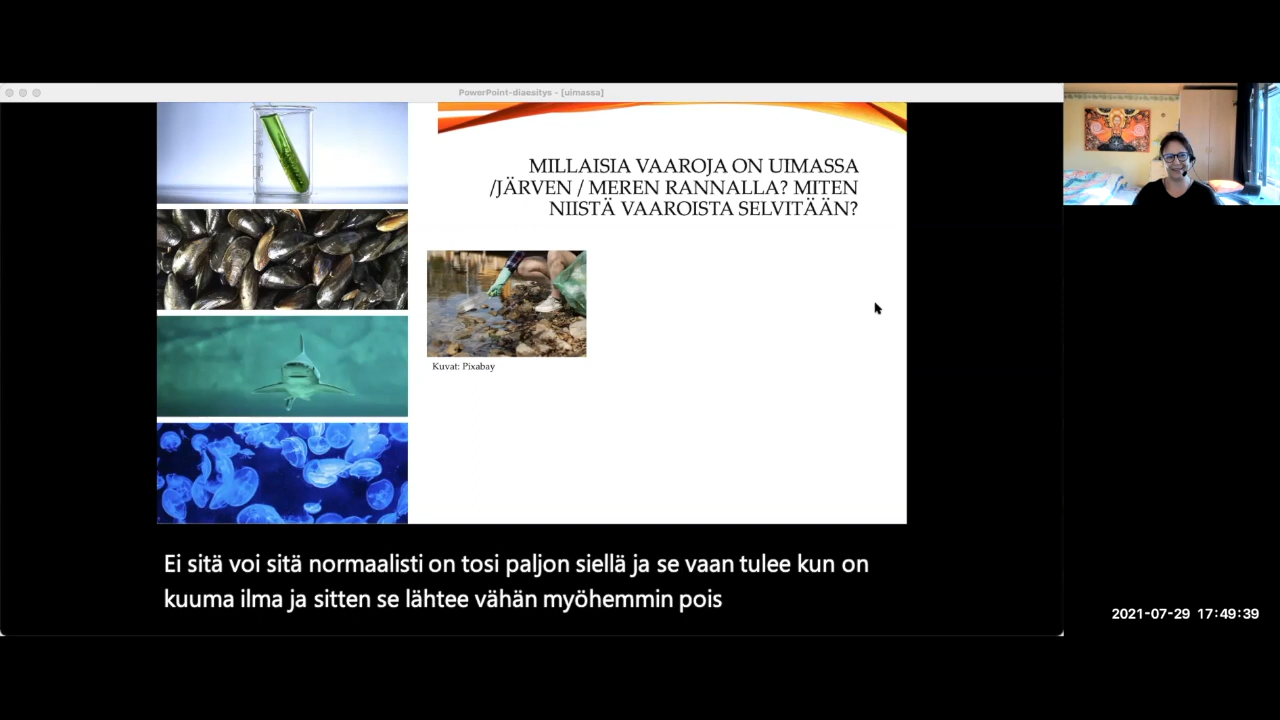 PowerPoint-diaesitys - [uimassa]
MILLAISIA VAAROJA ON UIMASSA
/JÄRVEN / MEREN RANNALLA? MITEN
NIISTÄ VAAROISTA SELVITÄÄN?
Kuvat: Pixabay
Ei sitä voi sitä normaalisti on tosi paljon siellä ja se vaan tulee kun on
kuuma ilma ja sitten se lähtee vähän myöhemmin pois
2021-07-29 17:49:39